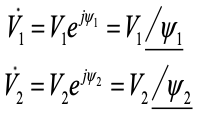 V̇₁ = V₁e^{jψ₁} = V₁∠ψ₁
V̇₂ = V₂e^{jψ₂} = V₂∠ψ₂